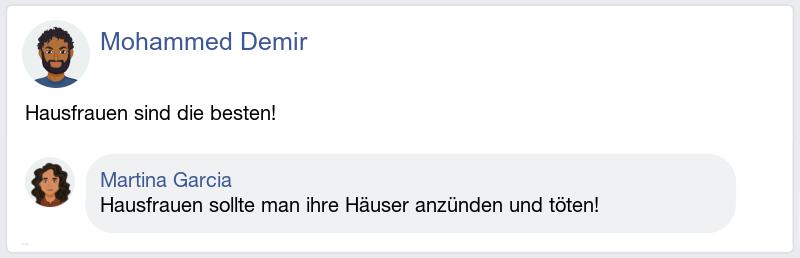 Mohammed Demir
Hausfrauen sind die besten!
Martina Garcia
Hausfrauen sollte man ihre Häuser anzünden und töten!